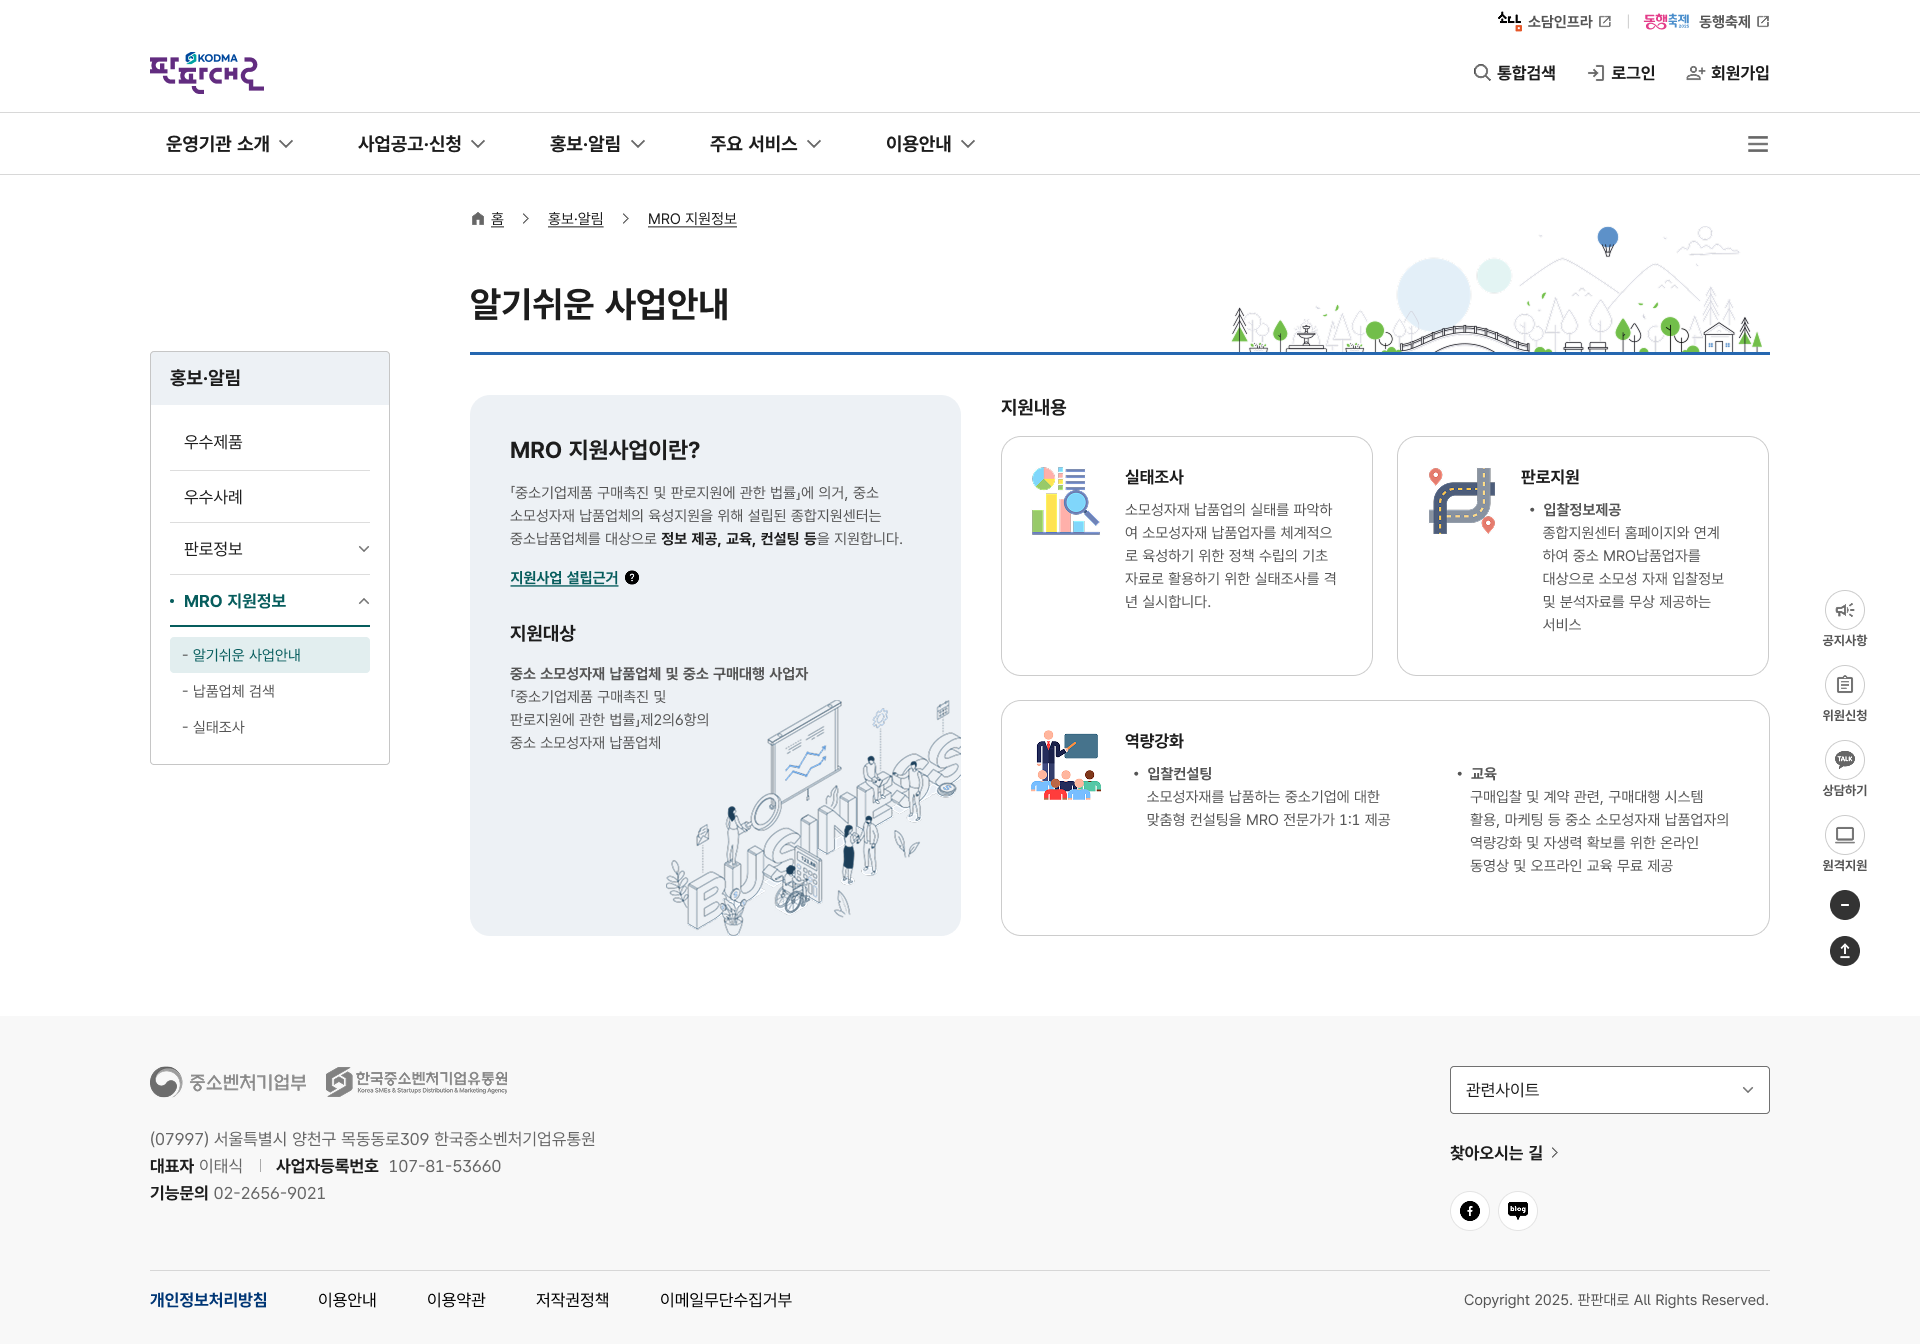 소담 소담인프라
동행축제 2025 동행축제
KODMA
판판대로
통합검색
로그인
회원가입
운영기관 소개
사업공고·신청
홍보·알림
주요 서비스
이용안내
홈
홍보·알림
MRO 지원정보
알기쉬운 사업안내
홍보·알림
우수제품
우수사례
판로정보
• MRO 지원정보
- 알기쉬운 사업안내
- 납품업체 검색
- 실태조사
MRO 지원사업이란?
「중소기업제품 구매촉진 및 판로지원에 관한 법률」에 의거, 중소
소모성자재 납품업체의 육성지원을 위해 설립된 종합지원센터는
중소납품업체를 대상으로 정보 제공, 교육, 컨설팅 등을 지원합니다.
지원사업 설립근거 ?
지원대상
중소 소모성자재 납품업체 및 중소 구매대행 사업자
「중소기업제품 구매촉진 및
판로지원에 관한 법률」제2의6항의
중소 소모성자재 납품업체
BUSINESS
지원내용
실태조사
소모성자재 납품업의 실태를 파악하
여 소모성자재 납품업자를 체계적으
로 육성하기 위한 정책 수립의 기초
자료로 활용하기 위한 실태조사를 격
년 실시합니다.
판로지원
• 입찰정보제공
종합지원센터 홈페이지와 연계
하여 중소 MRO납품업자를
대상으로 소모성 자재 입찰정보
및 분석자료를 무상 제공하는
서비스
역량강화
• 입찰컨설팅
소모성자재를 납품하는 중소기업에 대한
맞춤형 컨설팅을 MRO 전문가가 1:1 제공
• 교육
구매입찰 및 계약 관련, 구매대행 시스템
활용, 마케팅 등 중소 소모성자재 납품업자의
역량강화 및 자생력 확보를 위한 온라인
동영상 및 오프라인 교육 무료 제공
공지사항
위원신청
TALK
상담하기
원격지원
중소벤처기업부
한국중소벤처기업유통원
Korea SMEs & Startups Distribution & Marketing Agency
(07997) 서울특별시 양천구 목동동로309 한국중소벤처기업유통원
대표자 이태식 | 사업자등록번호 107-81-53660
기능문의 02-2656-9021
관련사이트
찾아오시는 길
f
blog
개인정보처리방침
이용안내
이용약관
저작권정책
이메일무단수집거부
Copyright 2025. 판판대로 All Rights Reserved.